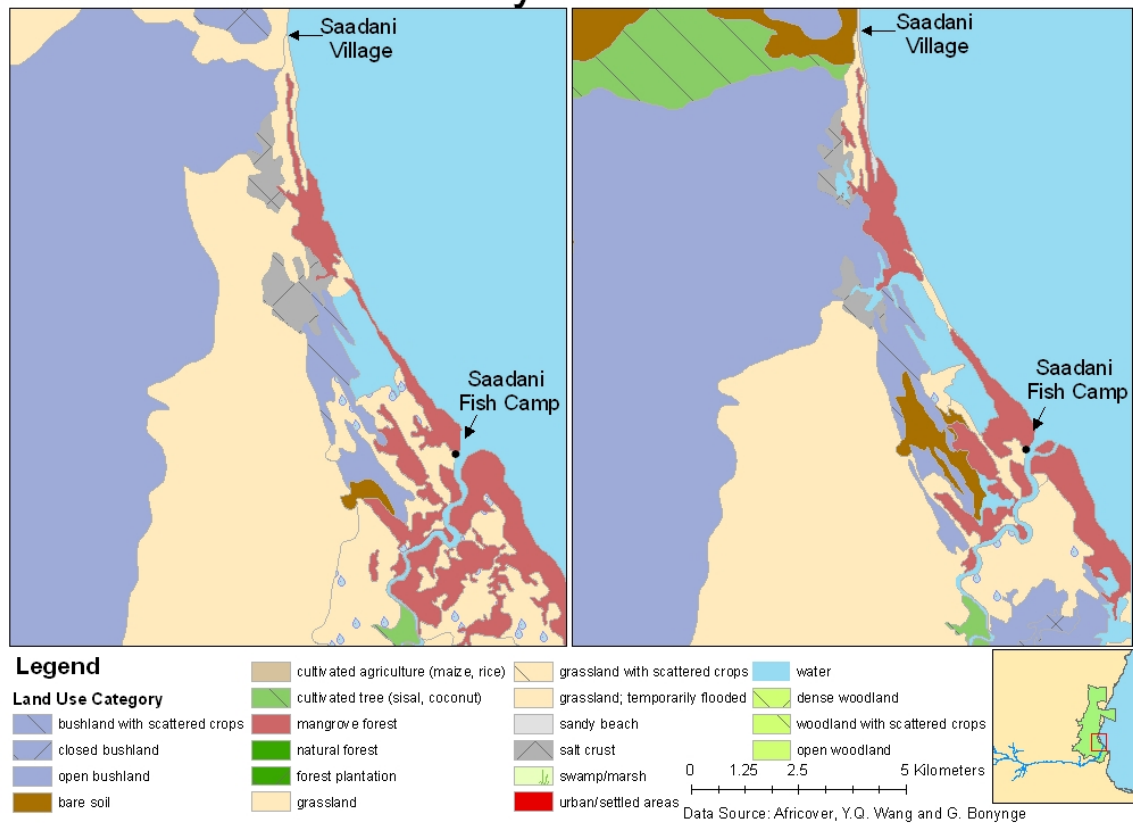 y
Saadani
Village
Saadani
Village
Saadani
Fish Camp
Saadani
Fish Camp
Legend
Land Use Category
bushland with scattered crops
closed bushland
open bushland
bare soil
cultivated agriculture (maize, rice)
cultivated tree (sisal, coconut)
mangrove forest
natural forest
forest plantation
grassland
grassland with scattered crops
grassland; temporarily flooded
sandy beach
salt crust
swamp/marsh
urban/settled areas
water
dense woodland
woodland with scattered crops
open woodland
0 1.25 2.5 5 Kilometers
Data Source: Africover, Y.Q. Wang and G. Bonynge